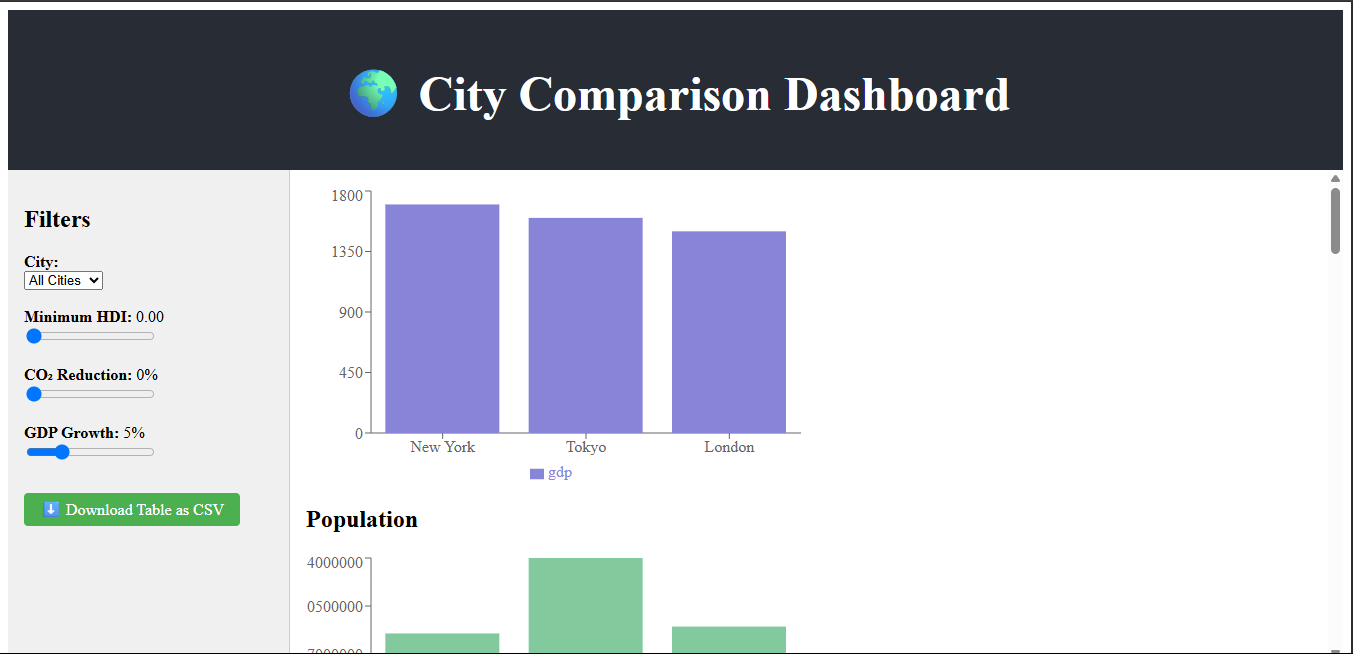 City Comparison Dashboard
Filters
City:
All Cities
Minimum HDI: 0.00
CO₂ Reduction: 0%
GDP Growth: 5%
Download Table as CSV
1800
1350
900
450
0
New York Tokyo London
gdp
Population
4000000
0500000